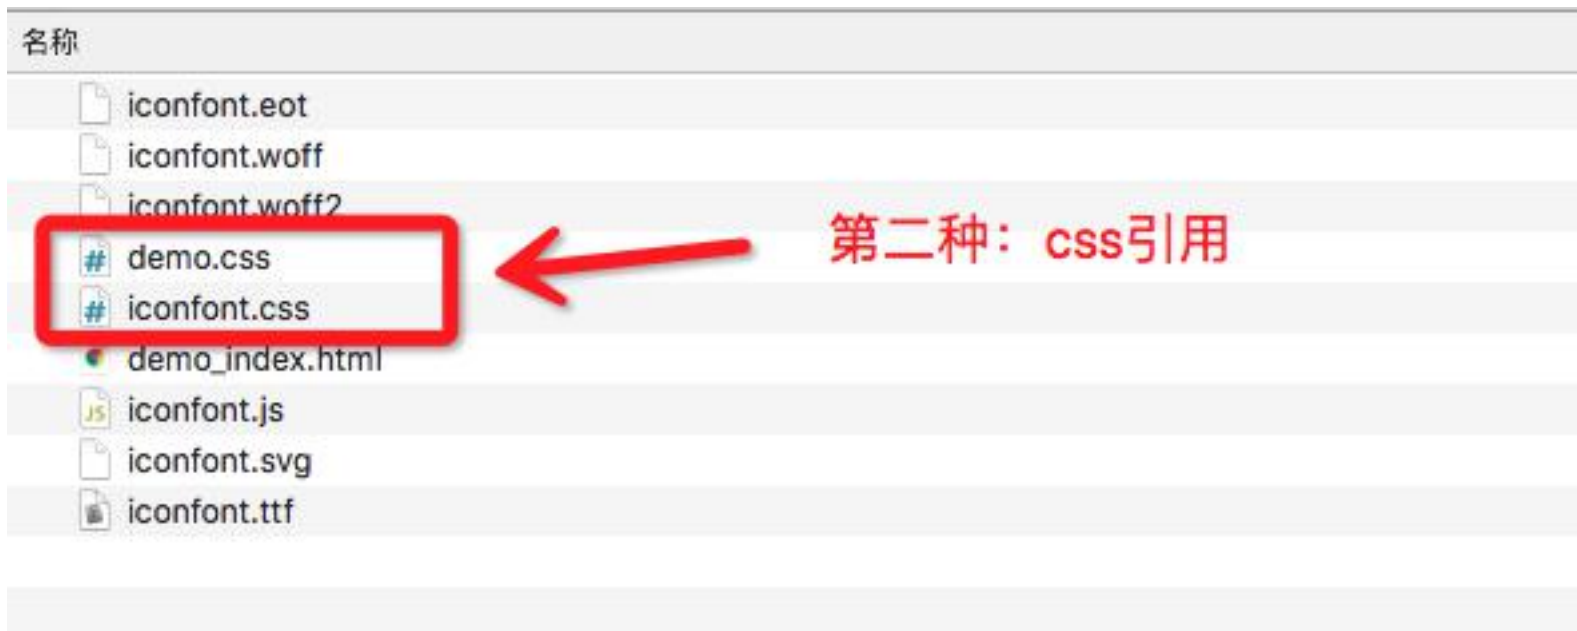 名称
iconfont.eot
iconfont.woff
iconfont.woff2
demo.css
第二种：css引用
iconfont.css
demo_index.html
JS
iconfont.js
iconfont.svg
iconfont.ttf